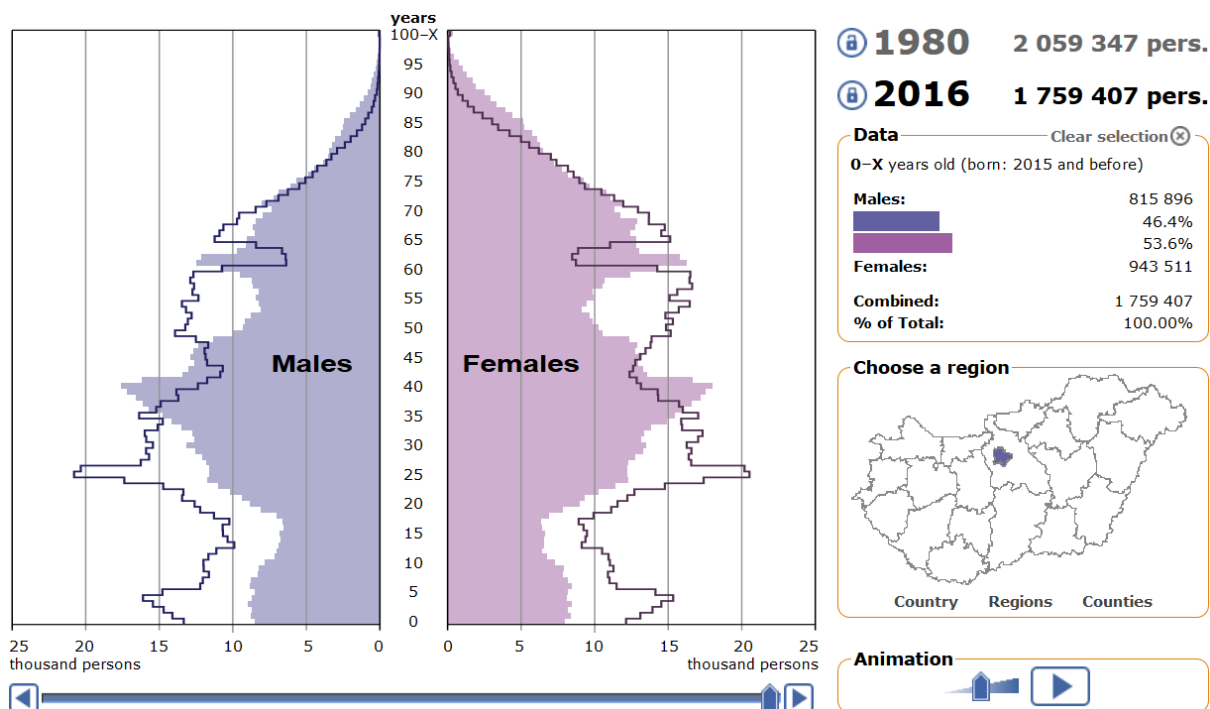 years
100–X
95
90
85
80
75
70
65
60
55
50
45
40
35
30
25
20
15
10
5
0
Males
Females
25 20 15 10 5 0
thousand persons
0 5 10 15 20 25
thousand persons
1980 2 059 347 pers.
2016 1 759 407 pers.
Data Clear selection
0–X years old (born: 2015 and before)
Males: 815 896
46.4%
53.6%
Females: 943 511
Combined: 1 759 407
% of Total: 100.00%
Choose a region
Country Regions Counties
Animation